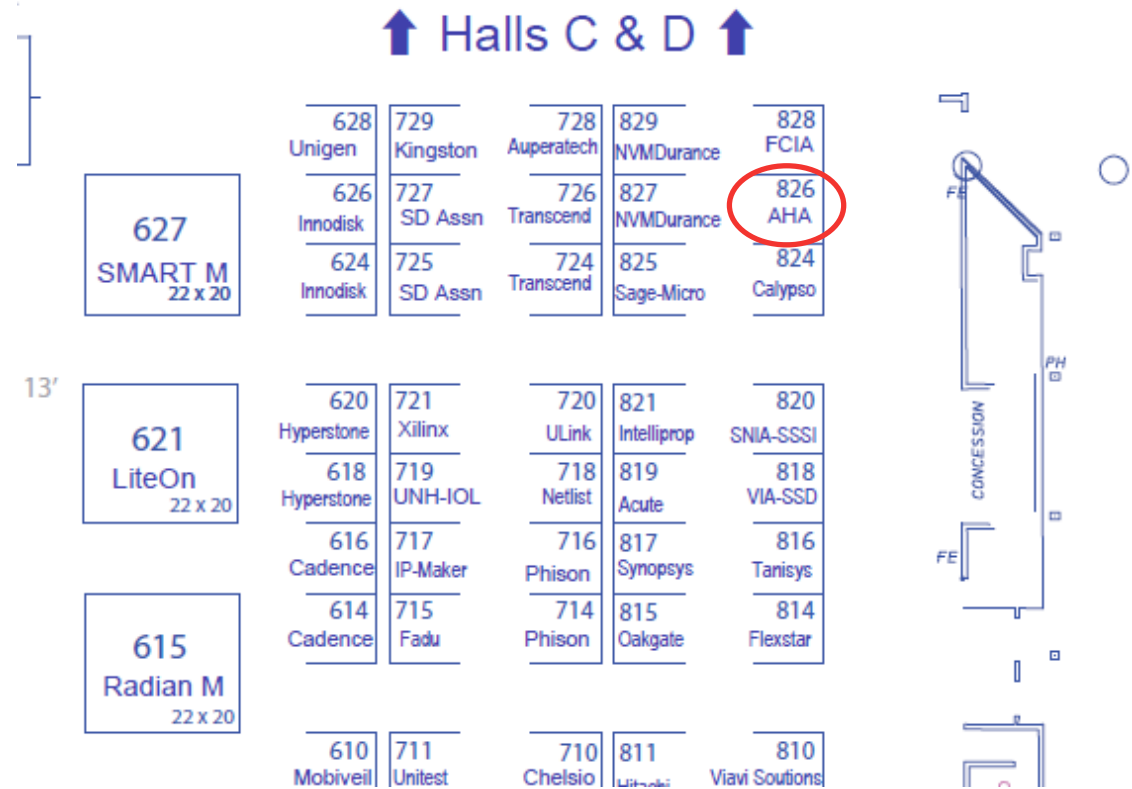 Halls C & D
628 729 728 829 828
Unigen Kingston Auperatech NVMDurance FCIA
626 727 726 827 826
Innodisk SD Assn Transcend NVMDurance AHA
627
SMART M
22 x 20
624 725 724 825 824
Innodisk SD Assn Transcend Sage-Micro Calypso
FE
13'
PH
620 721 720 821 820
Hyperstone Xilinx ULink Intelliprop SNIA-SSSI
621
LiteOn
22 x 20
CONCESSION
618 719 718 819 818
Hyperstone UNH-IOL Netlist Acute VIA-SSD
616 717 716 817 816
Cadence IP-Maker Phison Synopsys Tanisys
FE
614 715 714 815 814
Cadence Fadu Phison Oakgate Flexstar
615
Radian M
22 x 20
610 711 710 811 810
Mobiveil Unitest Chelsio Hitachi Viavi Soutions